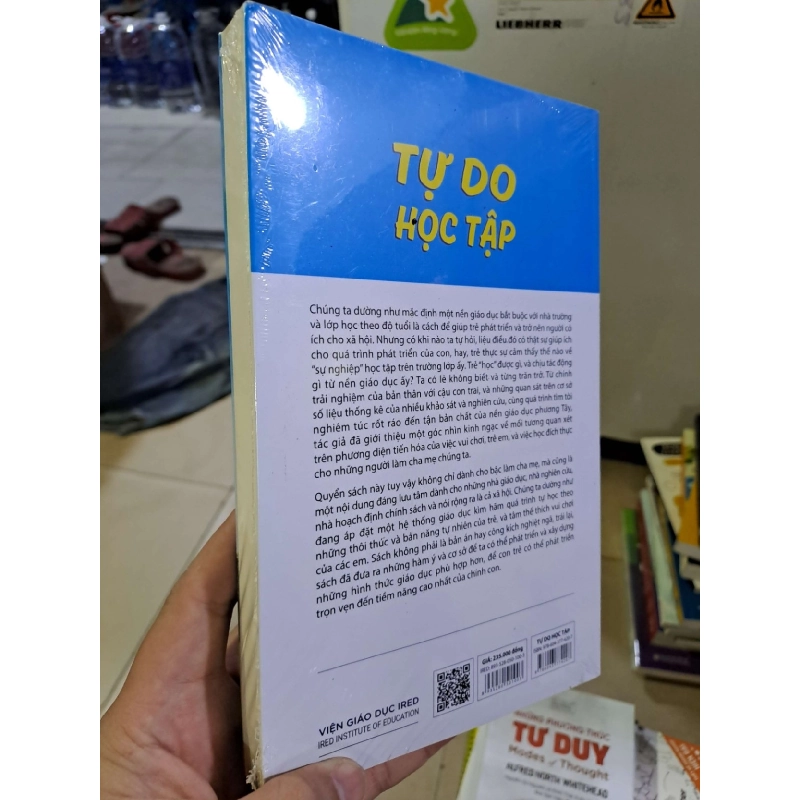 LIEBHERR
TỰ DO
HỌC TẬP
Chúng ta dường như mặc định một nền giáo dục bắt buộc với nhà trường
và lớp học theo độ tuổi là cách để giúp trẻ phát triển và trở nên người có
ích cho xã hội. Nhưng có khi nào ta tự hỏi, liệu điều đó có thật sự giúp ích
cho quá trình phát triển của con, hay, trẻ thực sự cảm thấy thế nào về
"sự nghiệp" học tập trên trường lớp ấy. Trẻ "học" được gì, và chịu tác động
gì từ nền giáo dục ấy? Ta có lẽ không biết và từng trăn trở. Từ chính
trải nghiệm của bản thân với cậu con trai, và những quan sát trên cơ sở
số liệu thống kê của nhiều khảo sát và nghiên cứu, cùng quá trình tìm tòi
nghiêm túc rốt ráo đến tận bản chất của nền giáo dục phương Tây,
tác giả đã giới thiệu một góc nhìn kinh ngạc về mối tương quan xét
trên phương diện tiến hóa của việc vui chơi, trẻ em, và việc học đích thực
cho những người làm cha mẹ chúng ta.
Quyển sách này tuy vậy không chỉ dành cho bậc làm cha mẹ, mà cũng là
một nội dung đáng lưu tâm dành cho những nhà giáo dục, nhà nghiên cứu,
nhà hoạch định chính sách và nói rộng ra là cả xã hội. Chúng ta dường như
đang áp đặt một hệ thống giáo dục kìm hãm quá trình tự học theo
những thôi thúc và bản năng tự nhiên của trẻ và tâm thế thích vui chơi
của các em. Sách không phải là bản án hay công kích nghiệt ngã, trái lại,
sách đã đưa ra những hàm ý và cơ sở để ta có thể phát triển và xây dựng
những hình thức giáo dục phù hợp hơn, để con trẻ có thể phát triển
trọn vẹn đến tiềm năng cao nhất của chính con.
VIỆN GIÁO DỤC IRED
IRED INSTITUTE OF EDUCATION
GIÁ: 235.000 đồng
TỰ DO HỌC TẬP
NHỮNG PHƯƠNG THỨC
TƯ DUY
Modes of Thought
ALFRED NORTH WHITEHEAD